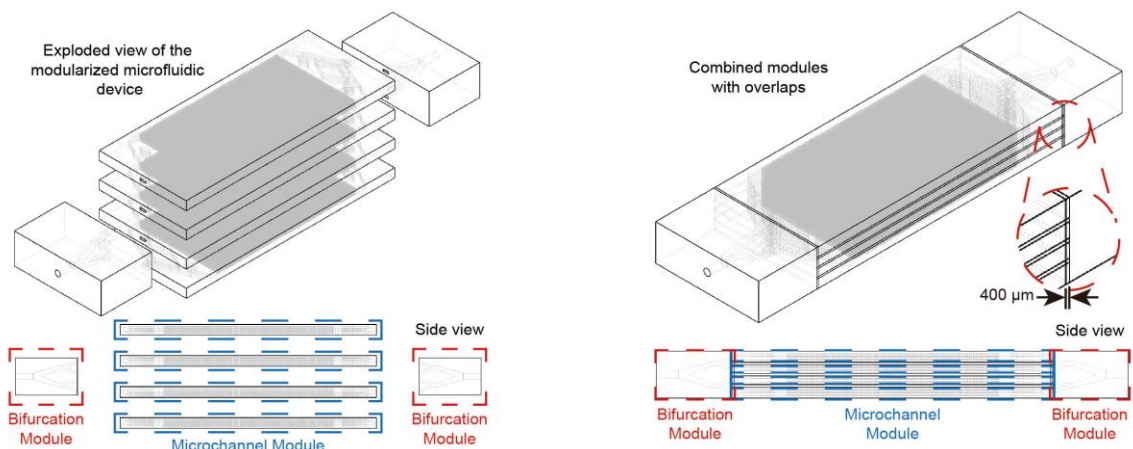 Exploded view of the
modularized microfluidic
device
Side view
Bifurcation
Module
Microchannel Module
Bifurcation
Module
Combined modules
with overlaps
400 μm
Side view
Bifurcation
Module
Microchannel
Module
Bifurcation
Module